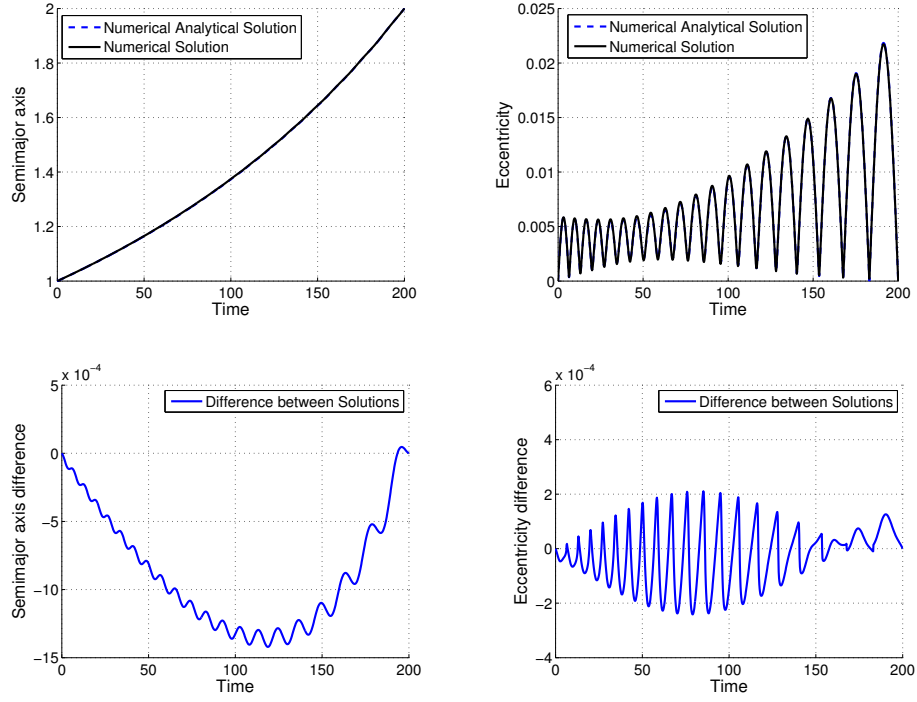 Numerical Analytical Solution
Numerical Solution
Semimajor axis
2
1.8
1.6
1.4
1.2
1
0
50
100
150
200
Time
Numerical Analytical Solution
Numerical Solution
Eccentricity
0.025
0.02
0.015
0.01
0.005
0
0
50
100
150
200
Time
x 10⁻⁴
Difference between Solutions
Semimajor axis difference
5
0
−5
−10
−15
0
50
100
150
200
Time
x 10⁻⁴
Difference between Solutions
Eccentricity difference
6
4
2
0
−2
−4
0
50
100
150
200
Time